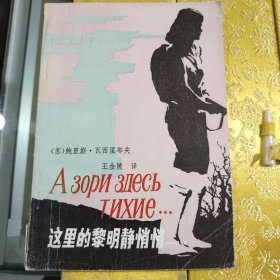 (苏)鲍里斯·瓦西里耶夫
王金陵 译
А зори здесь
тихие...
这里的黎明静悄悄......